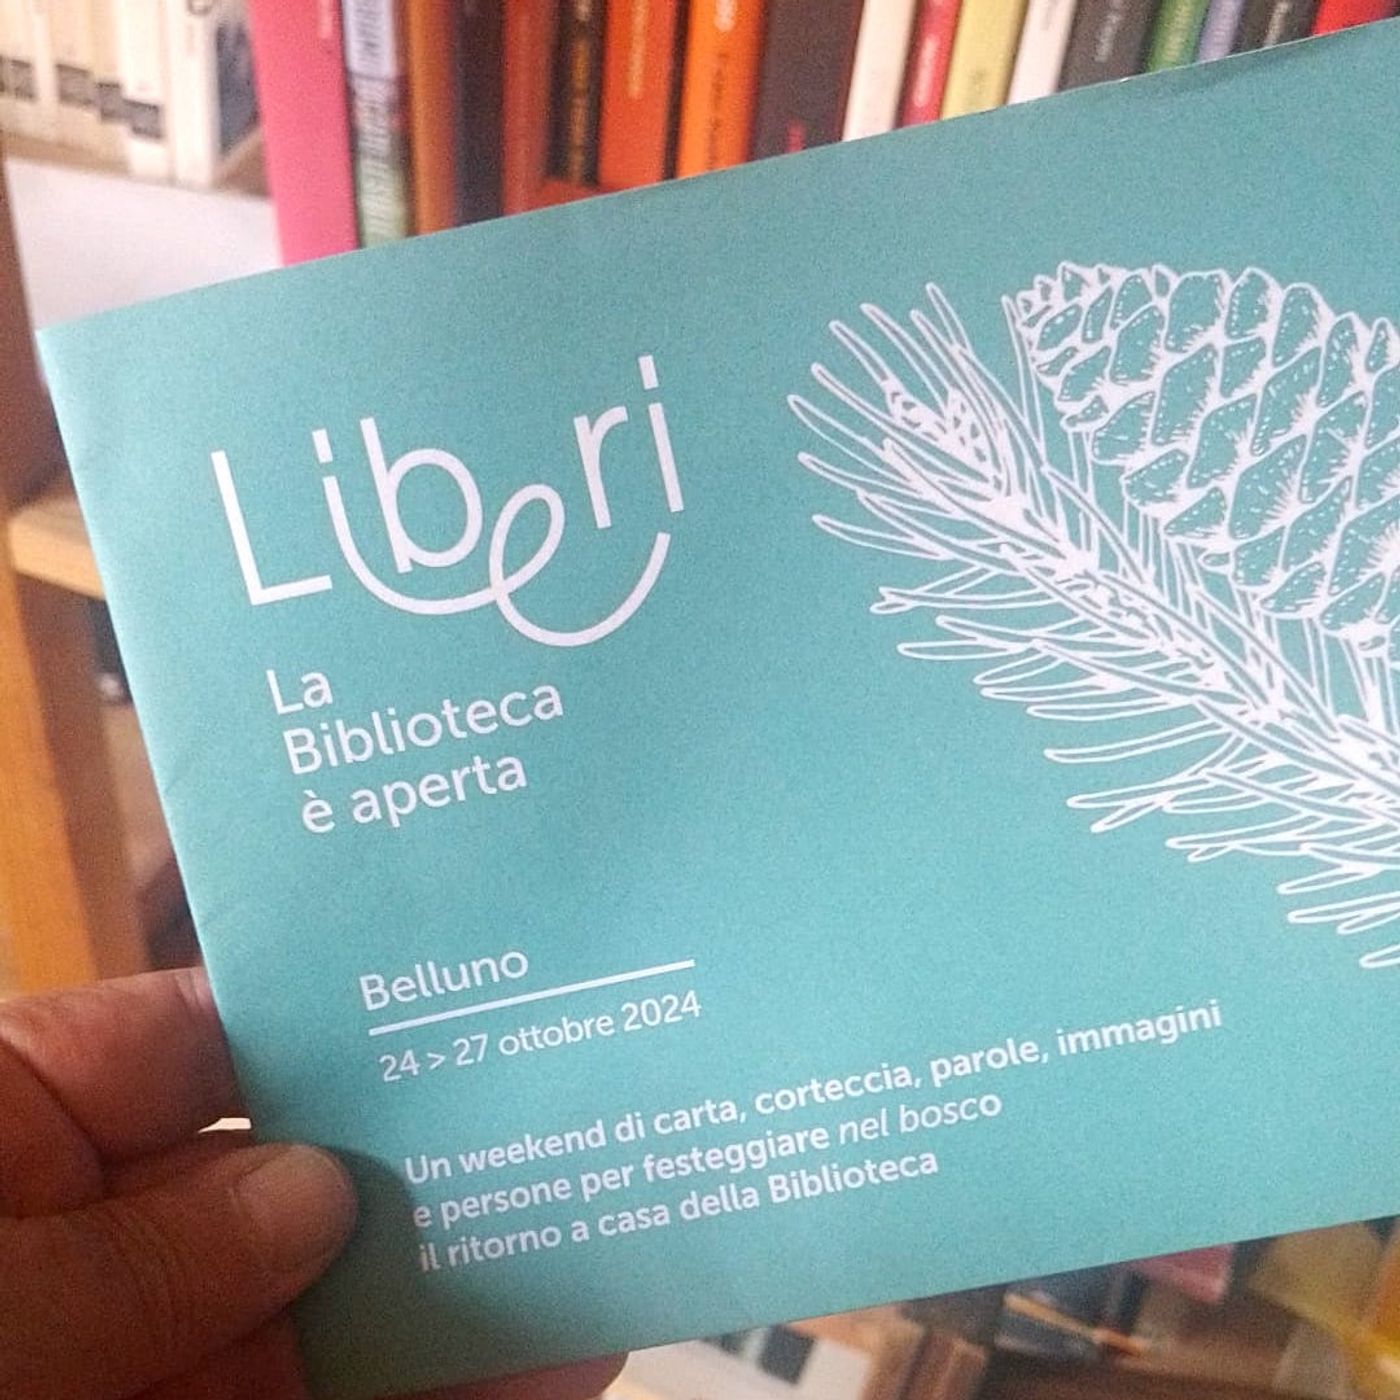 Liberi
La
Biblioteca
è aperta
Belluno
24 > 27 ottobre 2024
Un weekend di carta, corteccia, parole, immagini
e persone per festeggiare nel bosco
il ritorno a casa della Biblioteca